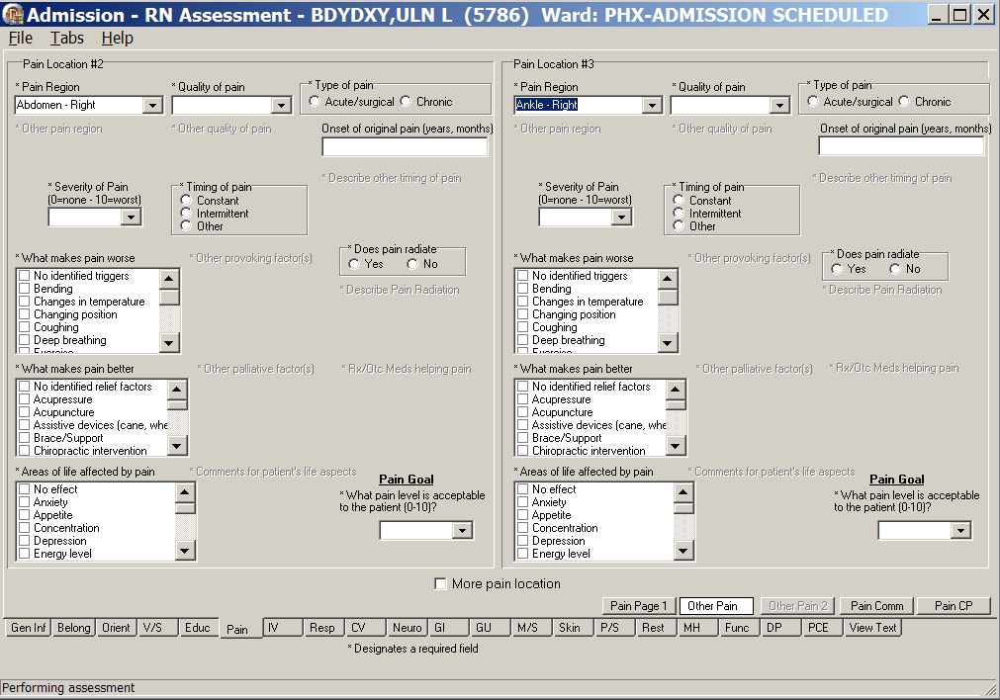 Admission - RN Assessment - BDYDXY,ULN L (5786) Ward: PHX-ADMISSION SCHEDULED
File Tabs Help
Pain Location #2
* Pain Region
* Quality of pain
* Type of pain
Abdomen - Right
Acute/surgical
Chronic
* Other pain region
* Other quality of pain
Onset of original pain (years, months)
* Describe other timing of pain
* Severity of Pain
(0=none - 10=worst)
* Timing of pain
Constant
Intermittent
Other
* What makes pain worse
* Other provoking factor(s)
* Does pain radiate
Yes
No
* Describe Pain Radiation
No identified triggers
Bending
Changes in temperature
Changing position
Coughing
Deep breathing
Exercise
* What makes pain better
* Other palliative factor(s)
* Rx/Otc Meds helping pain
No identified relief factors
Acupressure
Acupuncture
Assistive devices (cane, whe
Brace/Support
Chiropractic intervention
* Areas of life affected by pain
* Comments for patient's life aspects
No effect
Anxiety
Appetite
Concentration
Depression
Energy level
Pain Goal
* What pain level is acceptable
to the patient (0-10)?
Pain Location #3
* Pain Region
* Quality of pain
* Type of pain
Ankle - Right
Acute/surgical
Chronic
* Other pain region
* Other quality of pain
Onset of original pain (years, months)
* Describe other timing of pain
* Severity of Pain
(0=none - 10=worst)
* Timing of pain
Constant
Intermittent
Other
* What makes pain worse
* Other provoking factor(s)
* Does pain radiate
Yes
No
* Describe Pain Radiation
No identified triggers
Bending
Changes in temperature
Changing position
Coughing
Deep breathing
Exercise
* What makes pain better
* Other palliative factor(s)
* Rx/Otc Meds helping pain
No identified relief factors
Acupressure
Acupuncture
Assistive devices (cane, whe
Brace/Support
Chiropractic intervention
* Areas of life affected by pain
* Comments for patient's life aspects
No effect
Anxiety
Appetite
Concentration
Depression
Energy level
Pain Goal
* What pain level is acceptable
to the patient (0-10)?
More pain location
Pain Page 1 Other Pain Other Pain 2 Pain Comm Pain CP
Gen Inf Belong Orient V/S Educ Pain IV Resp CV Neuro GI GU M/S Skin P/S Rest MH Func DP PCE View Text
* Designates a required field
Performing assessment